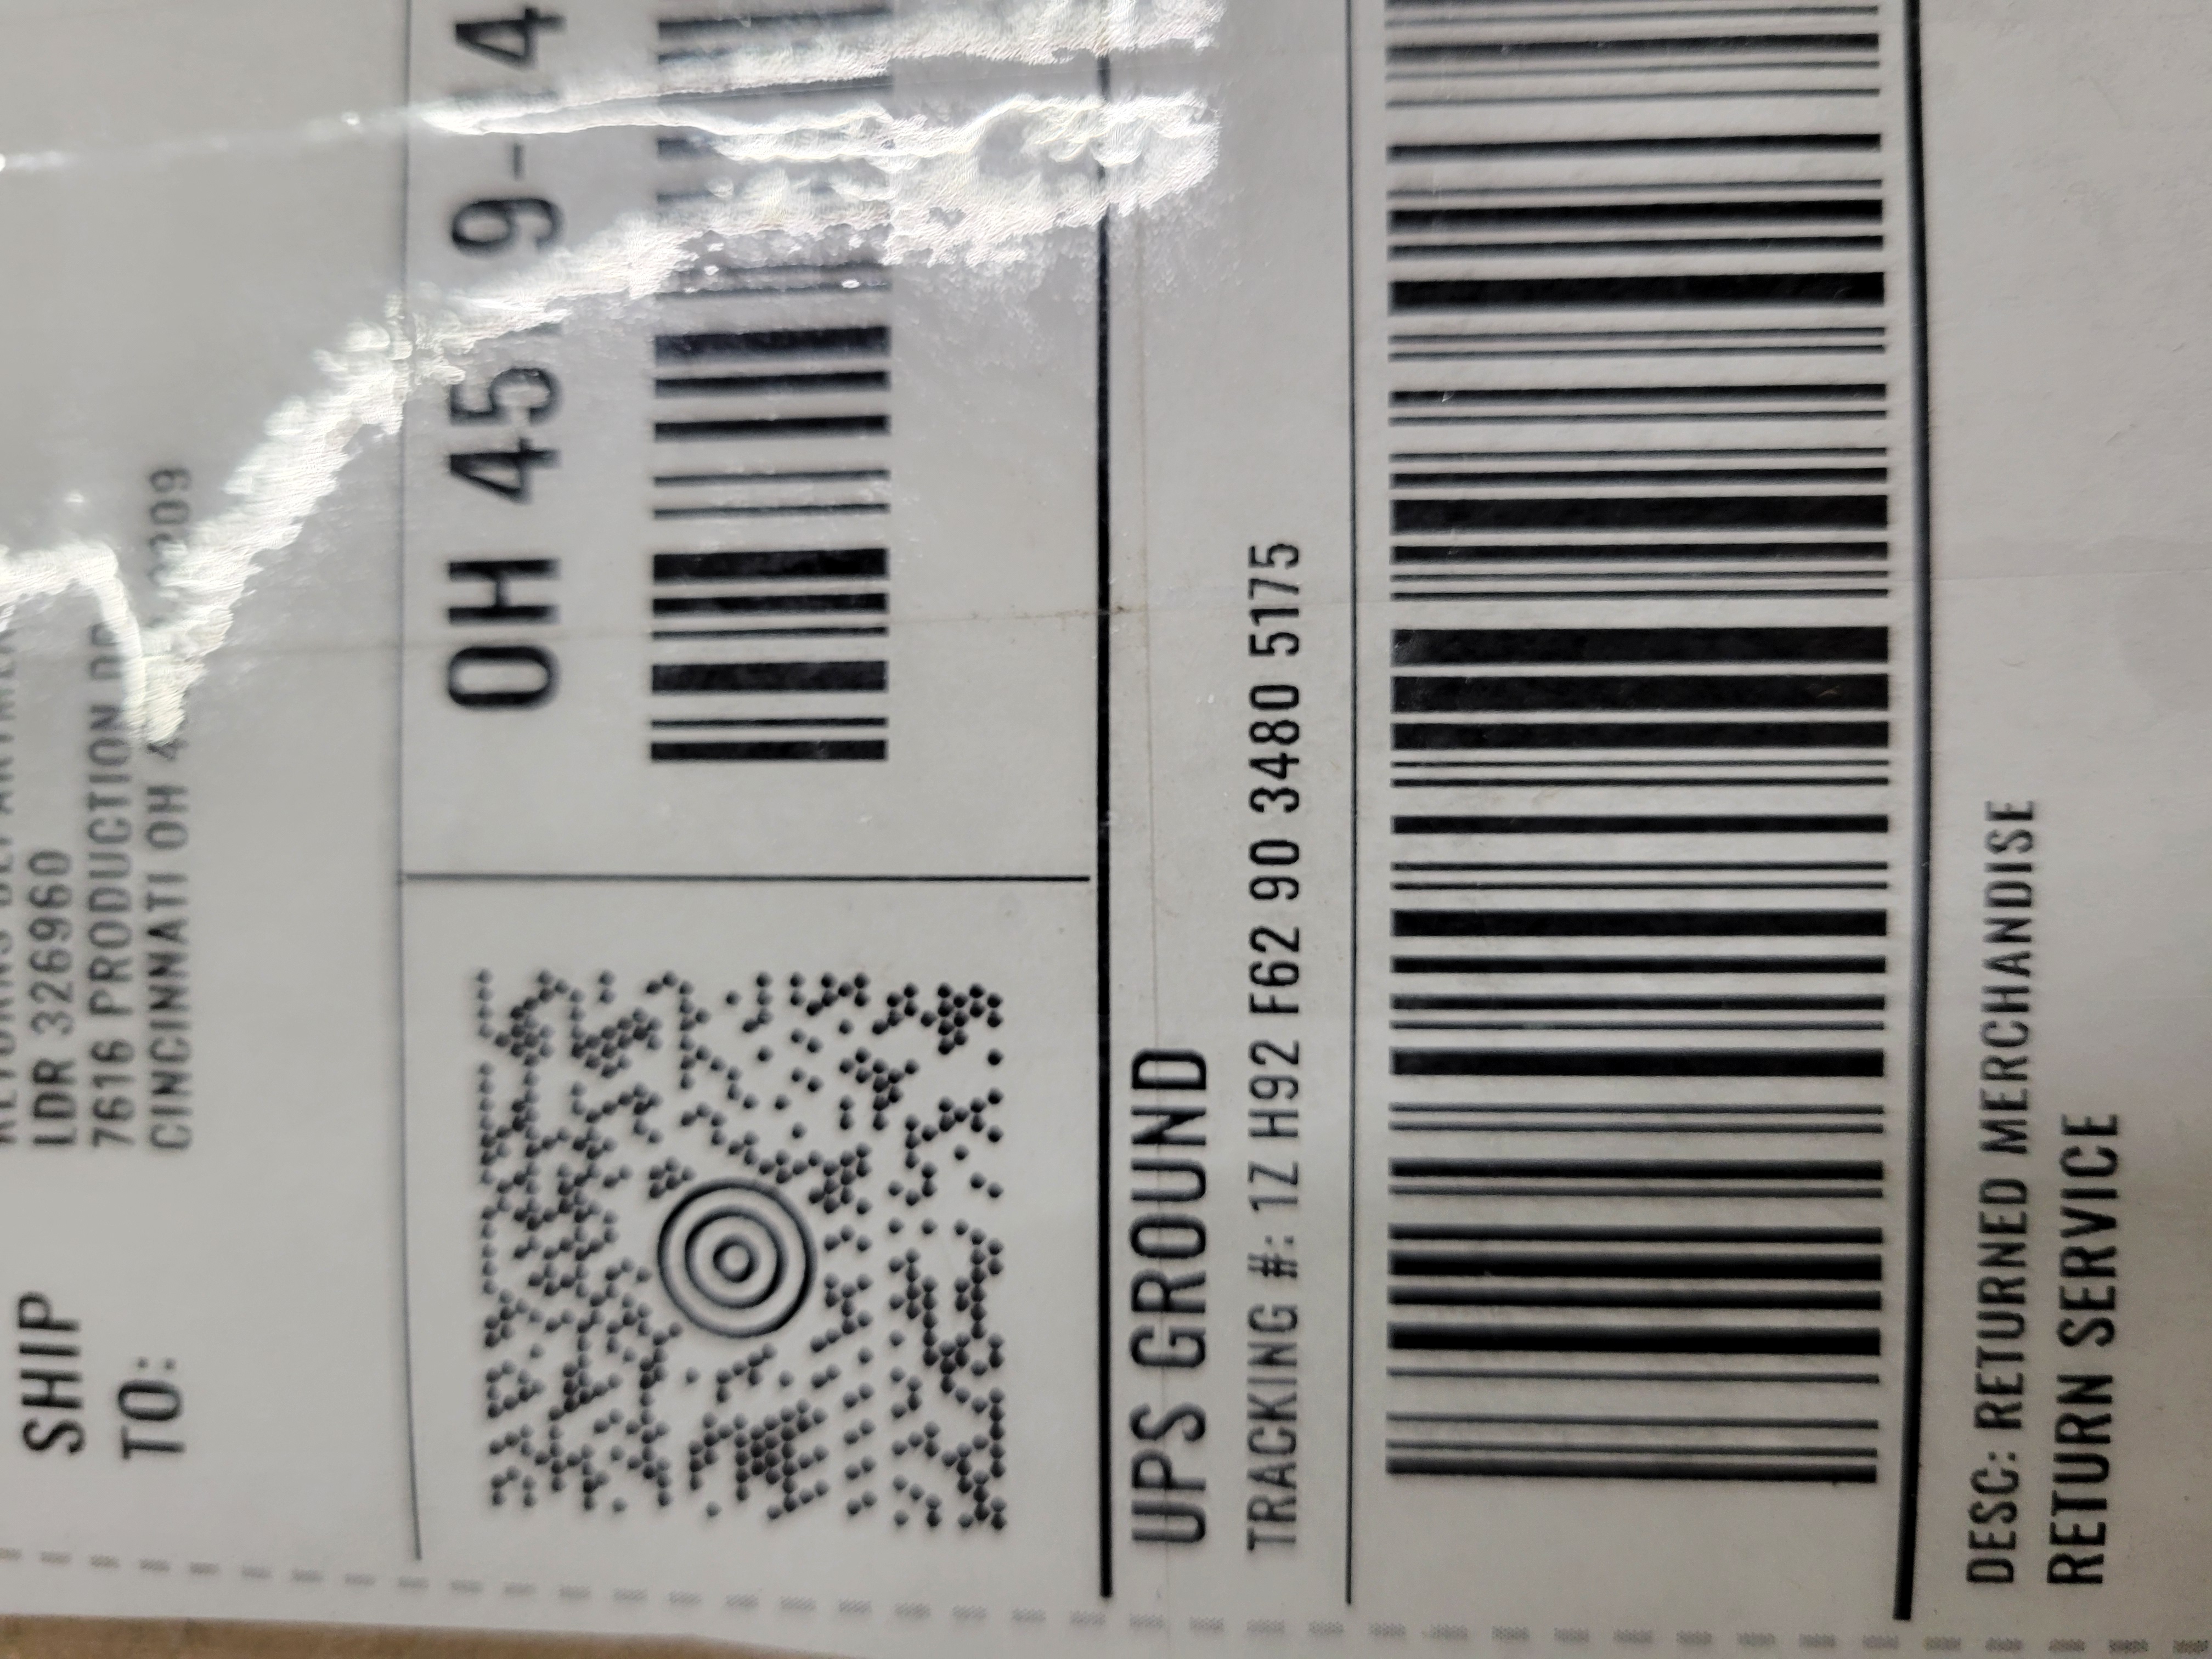 LDR 3269960
7616 PRODUCTION DR
CINCINNATI OH
SHIP
TO:
OH
UPS GROUND
TRACKING #: 1Z H92 F62 90 3480 5175
DESC: RETURNED MERCHANDISE
RETURN SERVICE